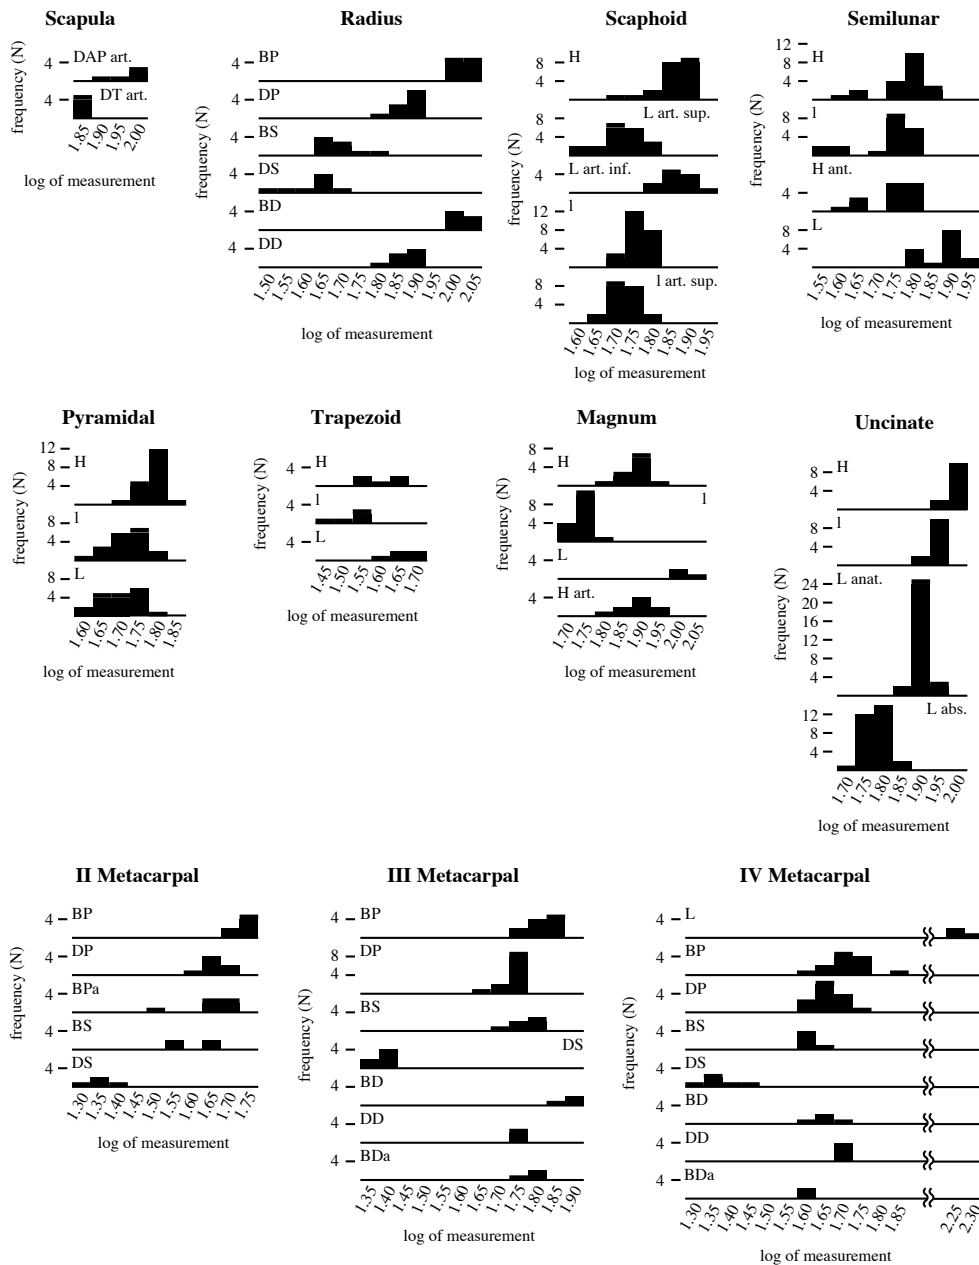 Scapula
frequency (N)
4
DAP art.
4
DT art.
1.85 1.90 1.95 2.00
log of measurement
Radius
frequency (N)
4 BP
4 DP
4 BS
4 DS
4 BD
4 DD
1.50 1.55 1.60 1.65 1.70 1.75 1.80 1.85 1.90 1.95 2.00 2.05
log of measurement
Scaphoid
frequency (N)
8 H
4
8 L art. sup.
4
4 L art. inf.
12 l
8
4
8 l art. sup.
4
1.60 1.65 1.70 1.75 1.80 1.85 1.90 1.95
log of measurement
Semilunar
frequency (N)
12
8 H
4
8 l
4
4 H ant.
8 L
4
1.55 1.60 1.65 1.70 1.75 1.80 1.85 1.90 1.95
log of measurement
Pyramidal
frequency (N)
12
8 H
4
8 l
4
8 L
4
1.60 1.65 1.70 1.75 1.80 1.85
log of measurement
Trapezoid
frequency (N)
4 H
4 l
4 L
1.45 1.50 1.55 1.60 1.65 1.70
log of measurement
Magnum
frequency (N)
8 H
4
8 l
4
4 L
4 H art.
1.70 1.75 1.80 1.85 1.90 1.95 2.00 2.05
log of measurement
Uncinate
frequency (N)
8 H
4
8 l
4
24 L anat.
20
16
12
8
4
12 L abs.
8
4
1.70 1.75 1.80 1.85 1.90 1.95 2.00
log of measurement
II Metacarpal
frequency (N)
4 BP
4 DP
4 BPa
4 BS
4 DS
1.30 1.35 1.40 1.45 1.50 1.55 1.60 1.65 1.70 1.75
log of measurement
III Metacarpal
frequency (N)
4 BP
8 DP
4
4 BS
4 DS
4 BD
4 DD
4 BDa
1.35 1.40 1.45 1.50 1.55 1.60 1.65 1.70 1.75 1.80 1.85 1.90
log of measurement
IV Metacarpal
frequency (N)
4 L
4 BP
4 DP
4 BS
4 DS
4 BD
4 DD
4 BDa
1.30 1.35 1.40 1.45 1.50 1.55 1.60 1.65 1.70 1.75 1.80 1.85 2.25 2.30
log of measurement